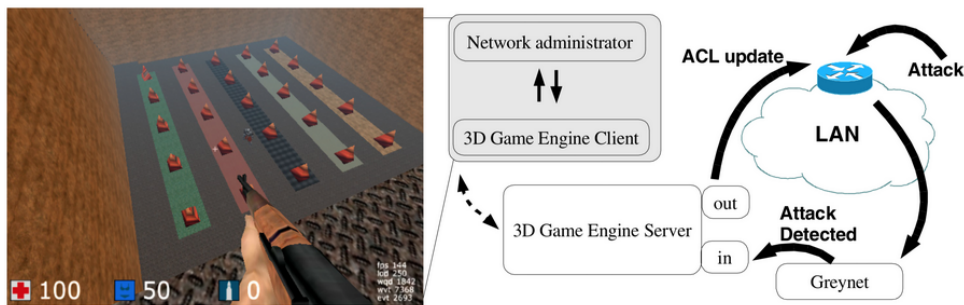 100
50
0
fps 144
lod 250
wqd 1842
wvt 7368
evt 2693
Network administrator
3D Game Engine Client
3D Game Engine Server
out
in
ACL update
Attack
LAN
Attack
Detected
Greynet